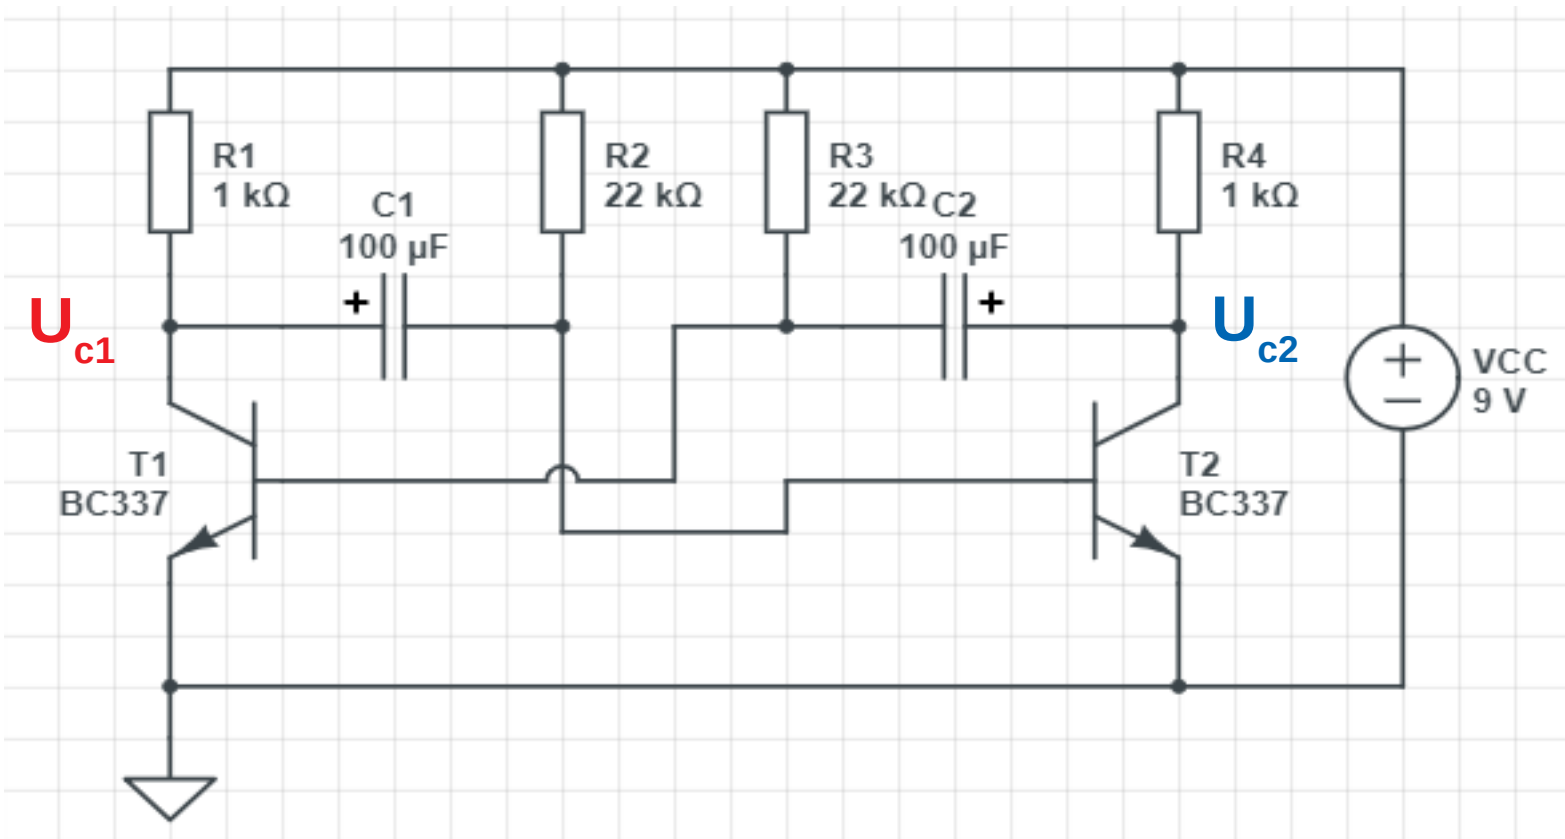 R1
1 kΩ
C1
100 µF
R2
22 kΩ
R3
22 kΩ
C2
100 µF
R4
1 kΩ
+
+
Uc1
Uc2
+
−
VCC
9 V
T1
BC337
T2
BC337